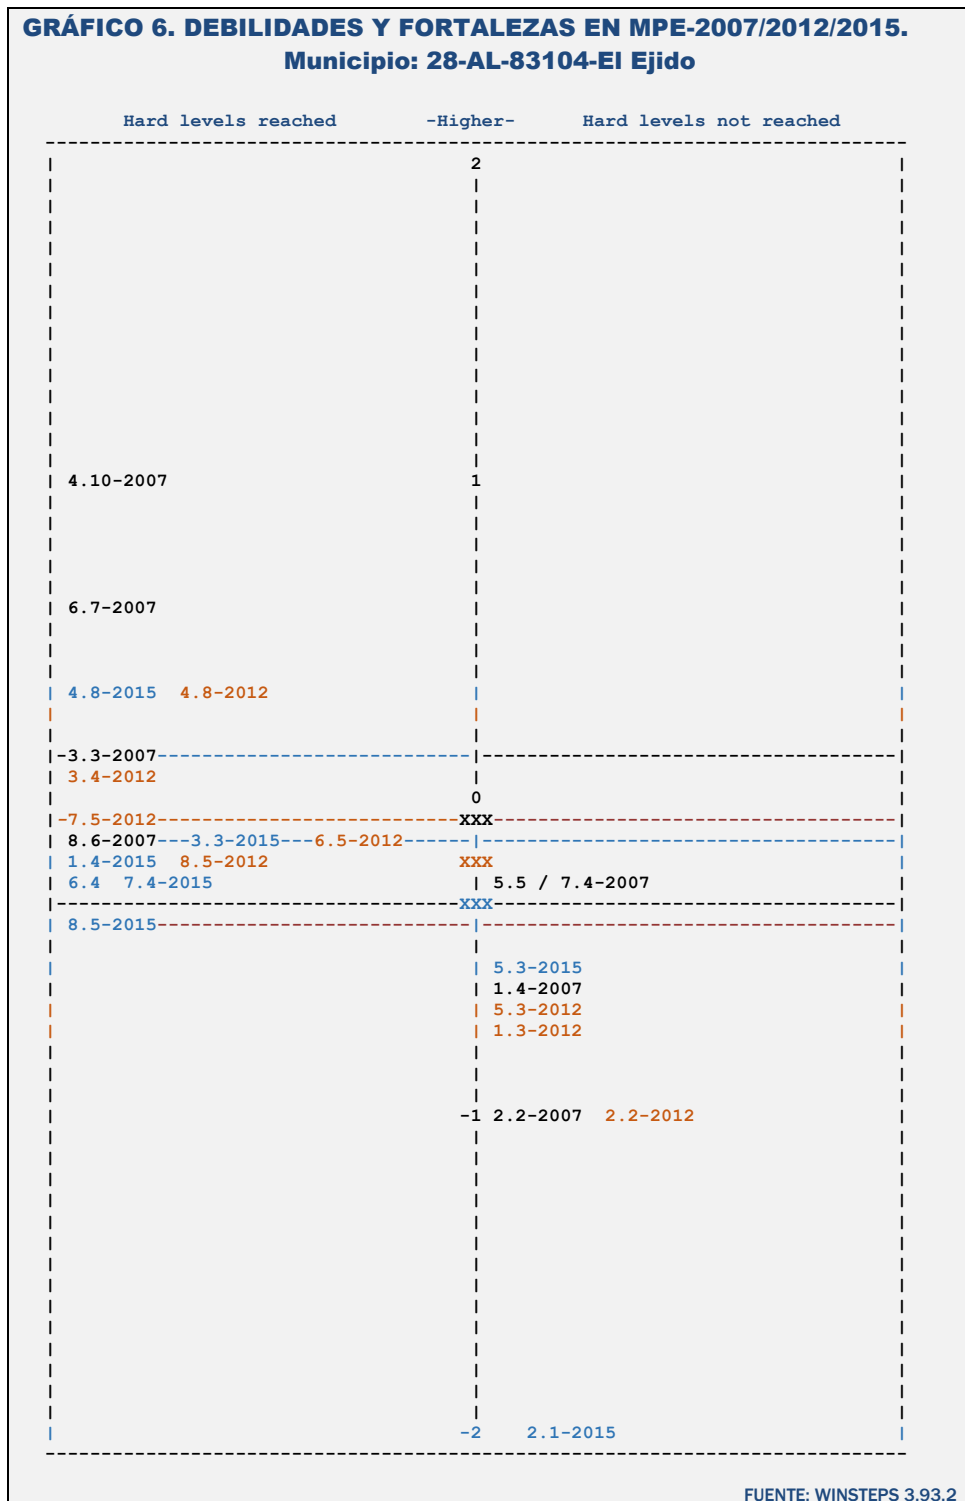 GRÁFICO 6. DEBILIDADES Y FORTALEZAS EN MPE-2007/2012/2015.
Municipio: 28-AL-83104-El Ejido
Hard levels reached -Higher- Hard levels not reached
2
4.10-2007 1
6.7-2007
4.8-2015 4.8-2012
-3.3-2007
3.4-2012
0
-7.5-2012 XXX
8.6-2007---3.3-2015---6.5-2012
1.4-2015 8.5-2012 XXX
6.4 7.4-2015 5.5 / 7.4-2007
XXX
8.5-2015
5.3-2015
1.4-2007
5.3-2012
1.3-2012
-1 2.2-2007 2.2-2012
-2 2.1-2015
FUENTE: WINSTEPS 3.93.2